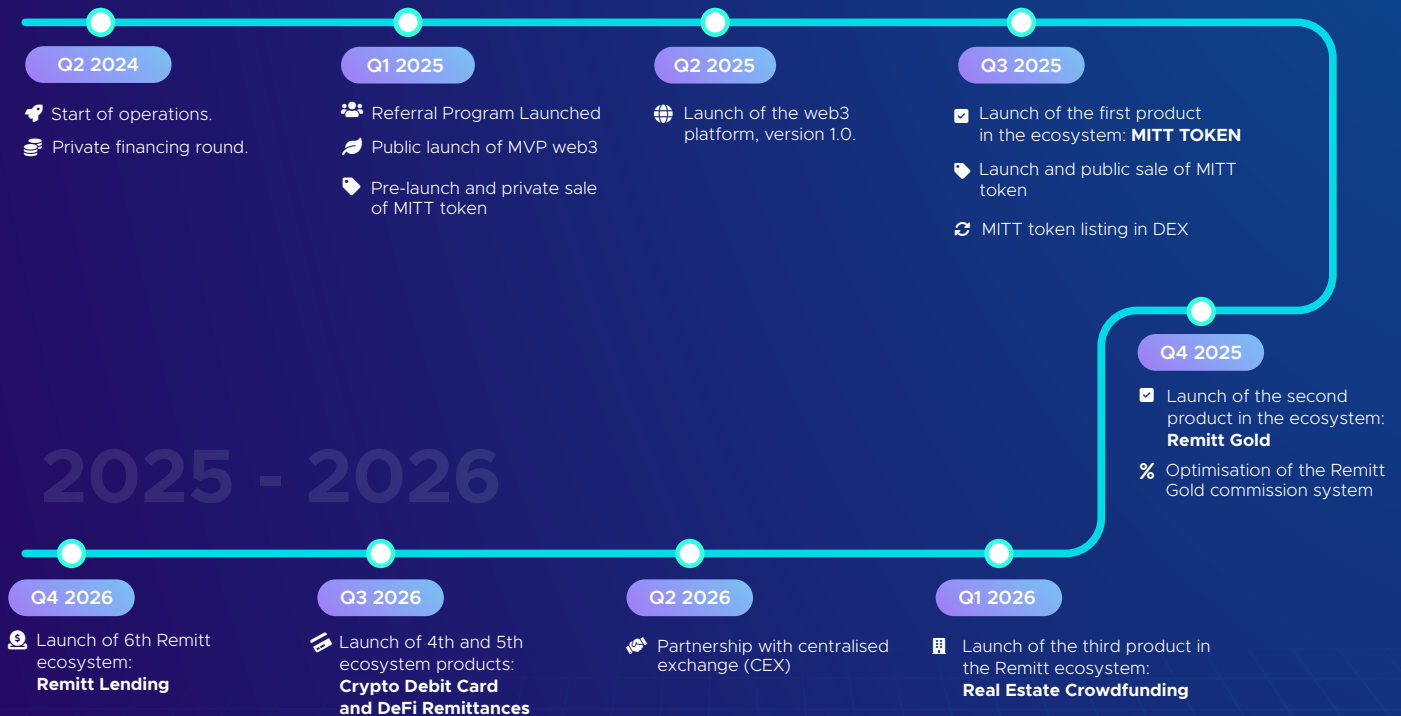 Q2 2024
Start of operations.
Private financing round.
Q1 2025
Referral Program Launched
Public launch of MVP web3
Pre-launch and private sale
of MITT token
Q2 2025
Launch of the web3
platform, version 1.0.
Q3 2025
Launch of the first product
in the ecosystem: MITT TOKEN
Launch and public sale of MITT
token
MITT token listing in DEX
Q4 2025
Launch of the second
product in the ecosystem:
Remitt Gold
Optimisation of the Remitt
Gold commission system
2025 - 2026
Q4 2026
Launch of 6th Remitt
ecosystem:
Remitt Lending
Q3 2026
Launch of 4th and 5th
ecosystem products:
Crypto Debit Card
and DeFi Remittances
Q2 2026
Partnership with centralised
exchange (CEX)
Q1 2026
Launch of the third product in
the Remitt ecosystem:
Real Estate Crowdfunding